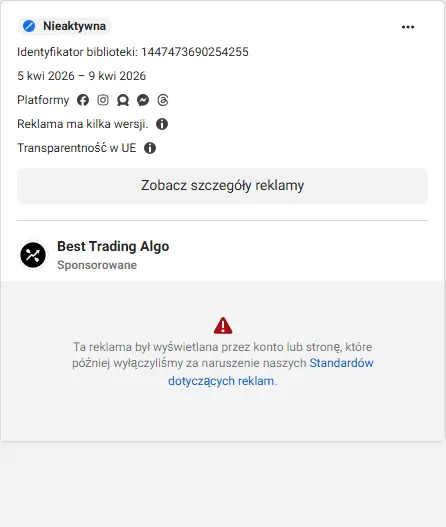 Nieaktywna
Identyfikator biblioteki: 1447473690254255
5 kwi 2026 – 9 kwi 2026
Platformy
Reklama ma kilka wersji.
Transparentność w UE
Zobacz szczegóły reklamy
Best Trading Algo
Sponsorowane
Ta reklama był wyświetlana przez konto lub stronę, które
później wyłączyliśmy za naruszenie naszych Standardów
dotyczących reklam.